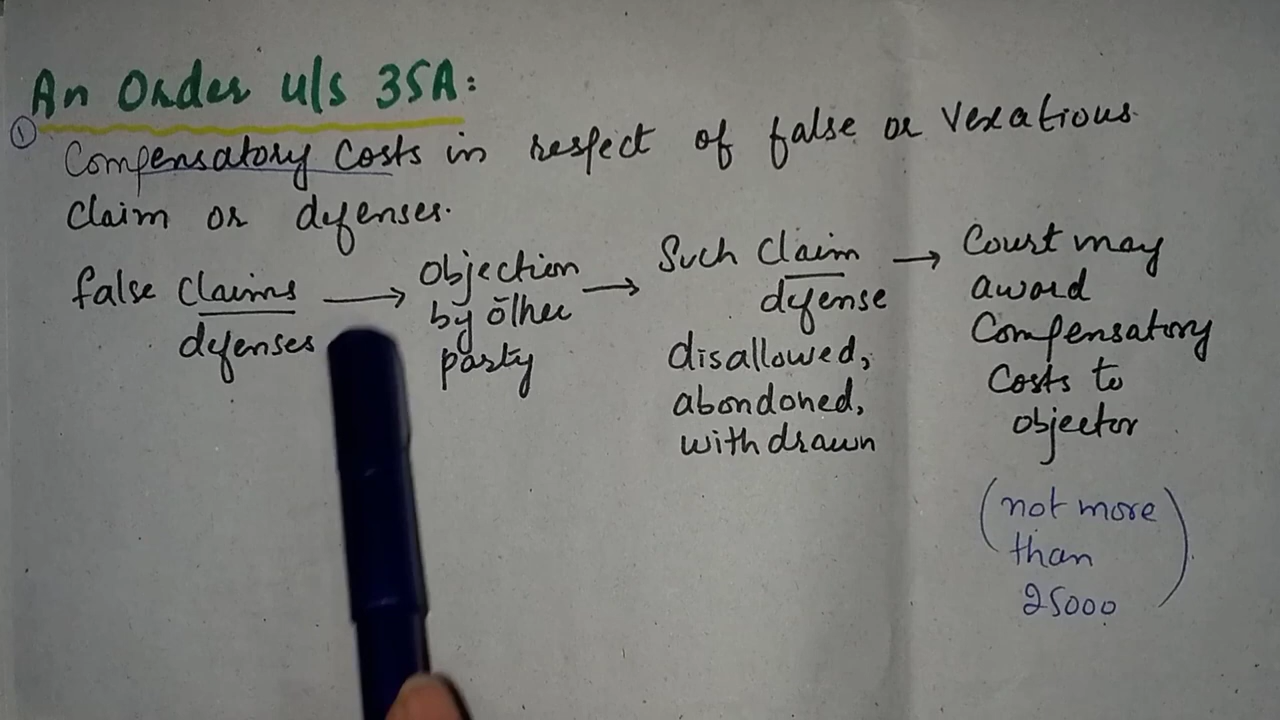 An Order u/s 35A:
① Compensatory Costs in respect of false or vexatious
Claim or defenses.
false claims
defenses
Objection
by other
party
Such Claim
defense
disallowed,
abondoned,
withdrawn
Court may
award
Compensatory
Costs to
objector
(not more
than
25000)